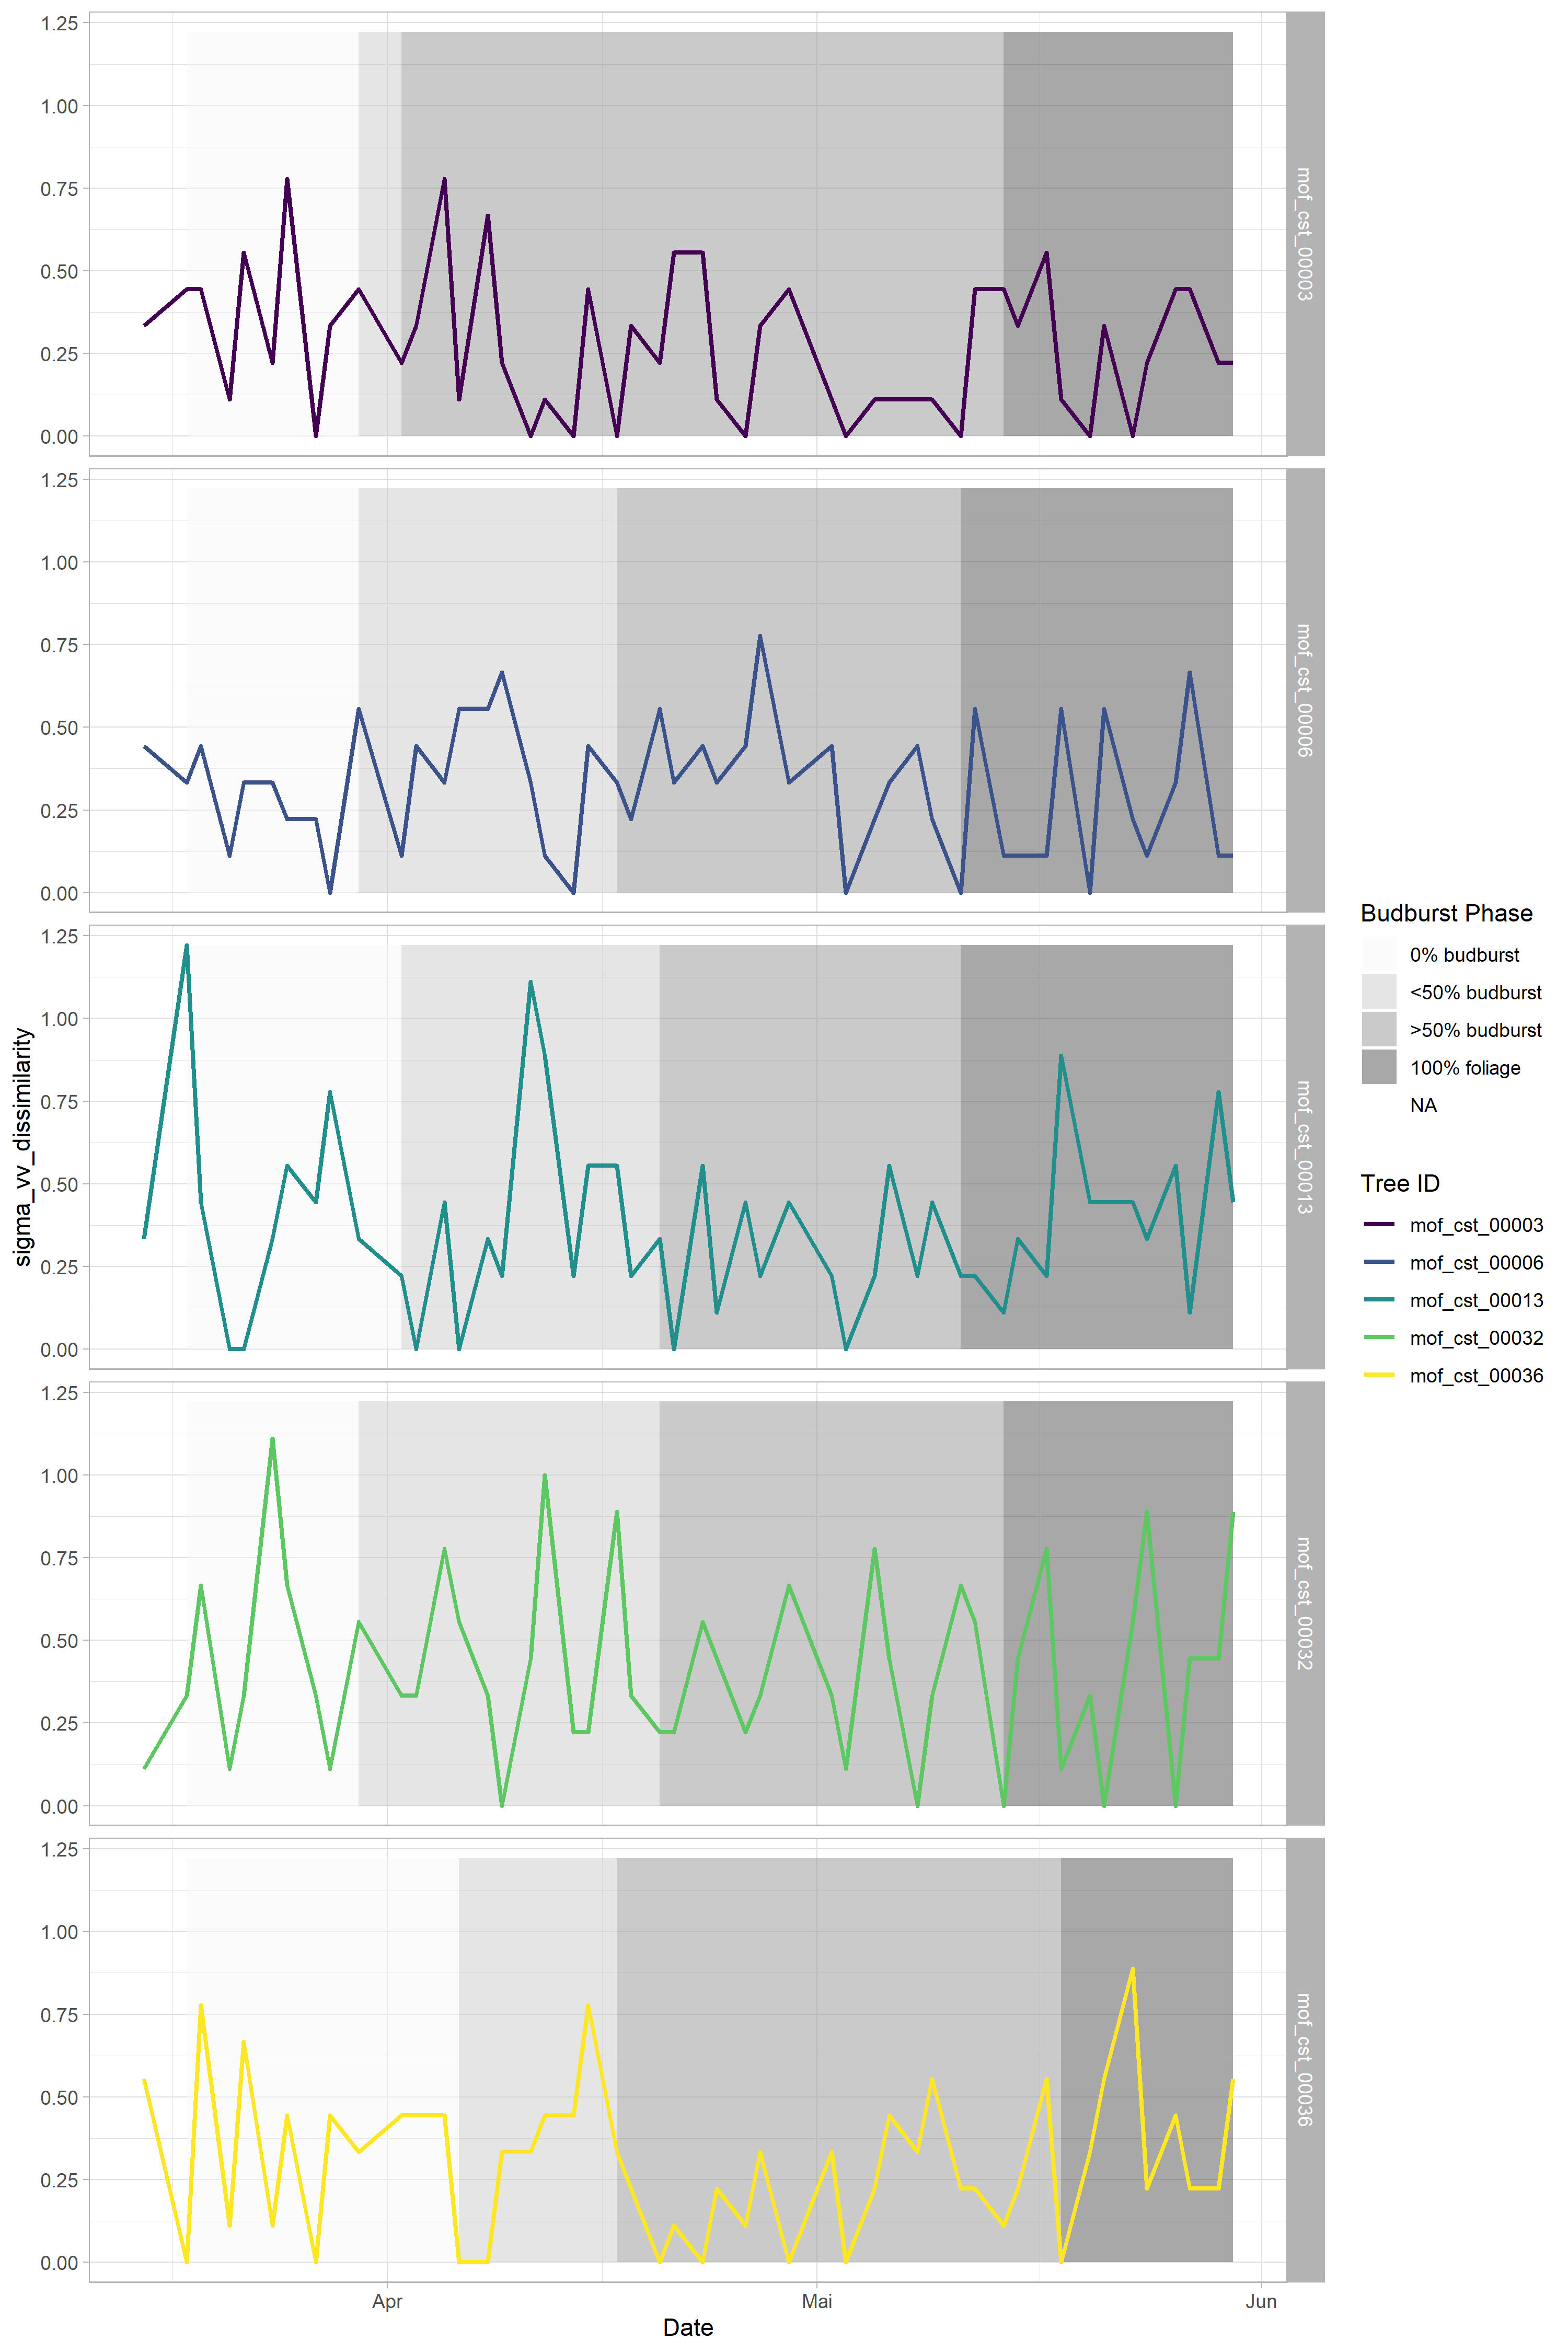 1.25
1.00
0.75
0.50
0.25
0.00
mof_cst_00003
1.25
1.00
0.75
0.50
0.25
0.00
mof_cst_00006
1.25
1.00
0.75
0.50
0.25
0.00
mof_cst_00013
1.25
1.00
0.75
0.50
0.25
0.00
mof_cst_00032
1.25
1.00
0.75
0.50
0.25
0.00
mof_cst_00036
sigma_vv_dissimilarity
Apr
Mai
Jun
Date
Budburst Phase
0% budburst
<50% budburst
>50% budburst
100% foliage
NA
Tree ID
mof_cst_00003
mof_cst_00006
mof_cst_00013
mof_cst_00032
mof_cst_00036